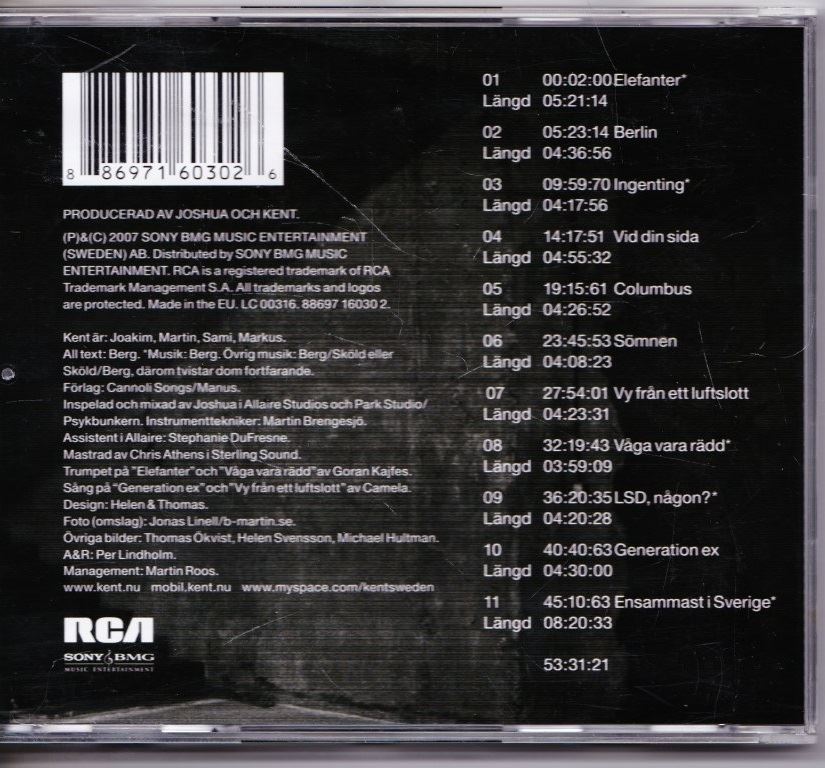 8 86971 60302 6
PRODUCERAD AV JOSHUA OCH KENT.
(P)&(C) 2007 SONY BMG MUSIC ENTERTAINMENT
(SWEDEN) AB. Distributed by SONY BMG MUSIC
ENTERTAINMENT. RCA is a registered trademark of RCA
Trademark Management S.A. All trademarks and logos
are protected. Made in the EU. LC 00316. 88697 16030 2.
Kent är: Joakim, Martin, Sami, Markus.
All text: Berg. *Musik: Berg. Övrig musik: Berg/Sköld eller
Sköld/Berg, därom tvistar dom fortfarande.
Förlag: Cannoli Songs/Manus.
Inspelad och mixad av Joshua i Allaire Studios och Park Studio/
Psykbunkern. Instrumenttekniker: Martin Brengesjö.
Assistent i Allaire: Stephanie DuFresne.
Mastrad av Chris Athens i Sterling Sound.
Trumpet på "Elefanter" och "Våga vara rädd" av Goran Kajfes.
Sång på "Generation ex" och "Vy från ett luftslott" av Camela.
Design: Helen & Thomas.
Foto (omslag): Jonas Linell/b-martin.se.
Övriga bilder: Thomas Ökvist, Helen Svensson, Michael Hultman.
A&R: Per Lindholm.
Management: Martin Roos.
www.kent.nu mobil.kent.nu www.myspace.com/kentsweden
RCA
SONY BMG
MUSIC ENTERTAINMENT
01 00:02:00 Elefanter*
Längd 05:21:14
02 05:23:14 Berlin
Längd 04:36:56
03 09:59:70 Ingenting*
Längd 04:17:56
04 14:17:51 Vid din sida
Längd 04:55:32
05 19:15:61 Columbus
Längd 04:26:52
06 23:45:53 Sömnen
Längd 04:08:23
07 27:54:01 Vy från ett luftslott
Längd 04:23:31
08 32:19:43 Våga vara rädd*
Längd 03:59:09
09 36:20:35 LSD, någon?*
Längd 04:20:28
10 40:40:63 Generation ex
Längd 04:30:00
11 45:10:63 Ensammast i Sverige*
Längd 08:20:33
53:31:21